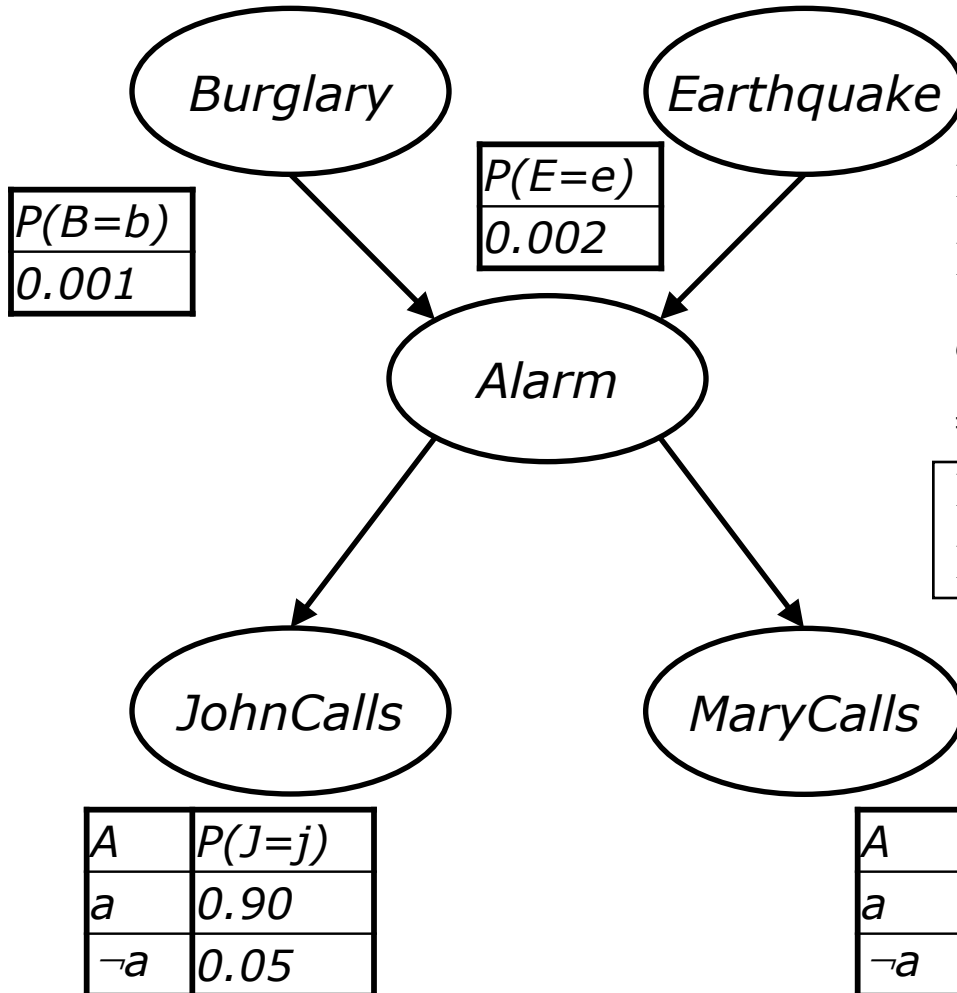 Burglary
Earthquake
P(E=e)
0.002
P(B=b)
0.001
Alarm
JohnCalls
MaryCalls
A P(J=j)
a 0.90
¬a 0.05
A
a
¬a